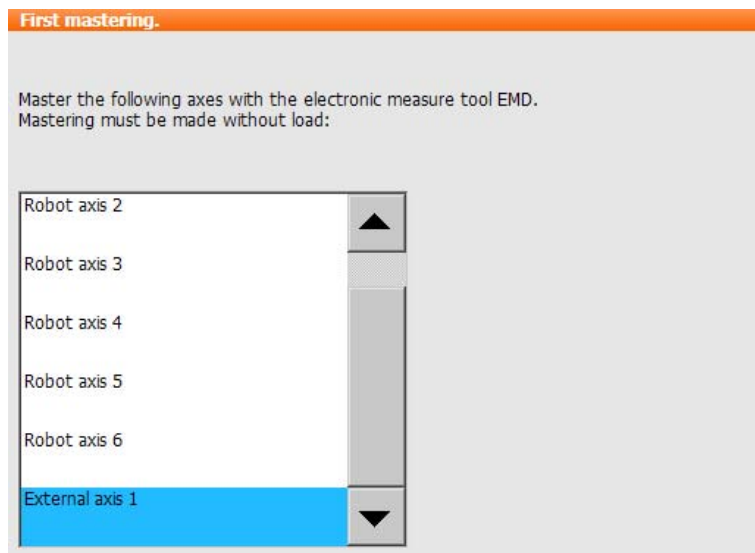 First mastering.
Master the following axes with the electronic measure tool EMD.
Mastering must be made without load:
Robot axis 2
Robot axis 3
Robot axis 4
Robot axis 5
Robot axis 6
External axis 1